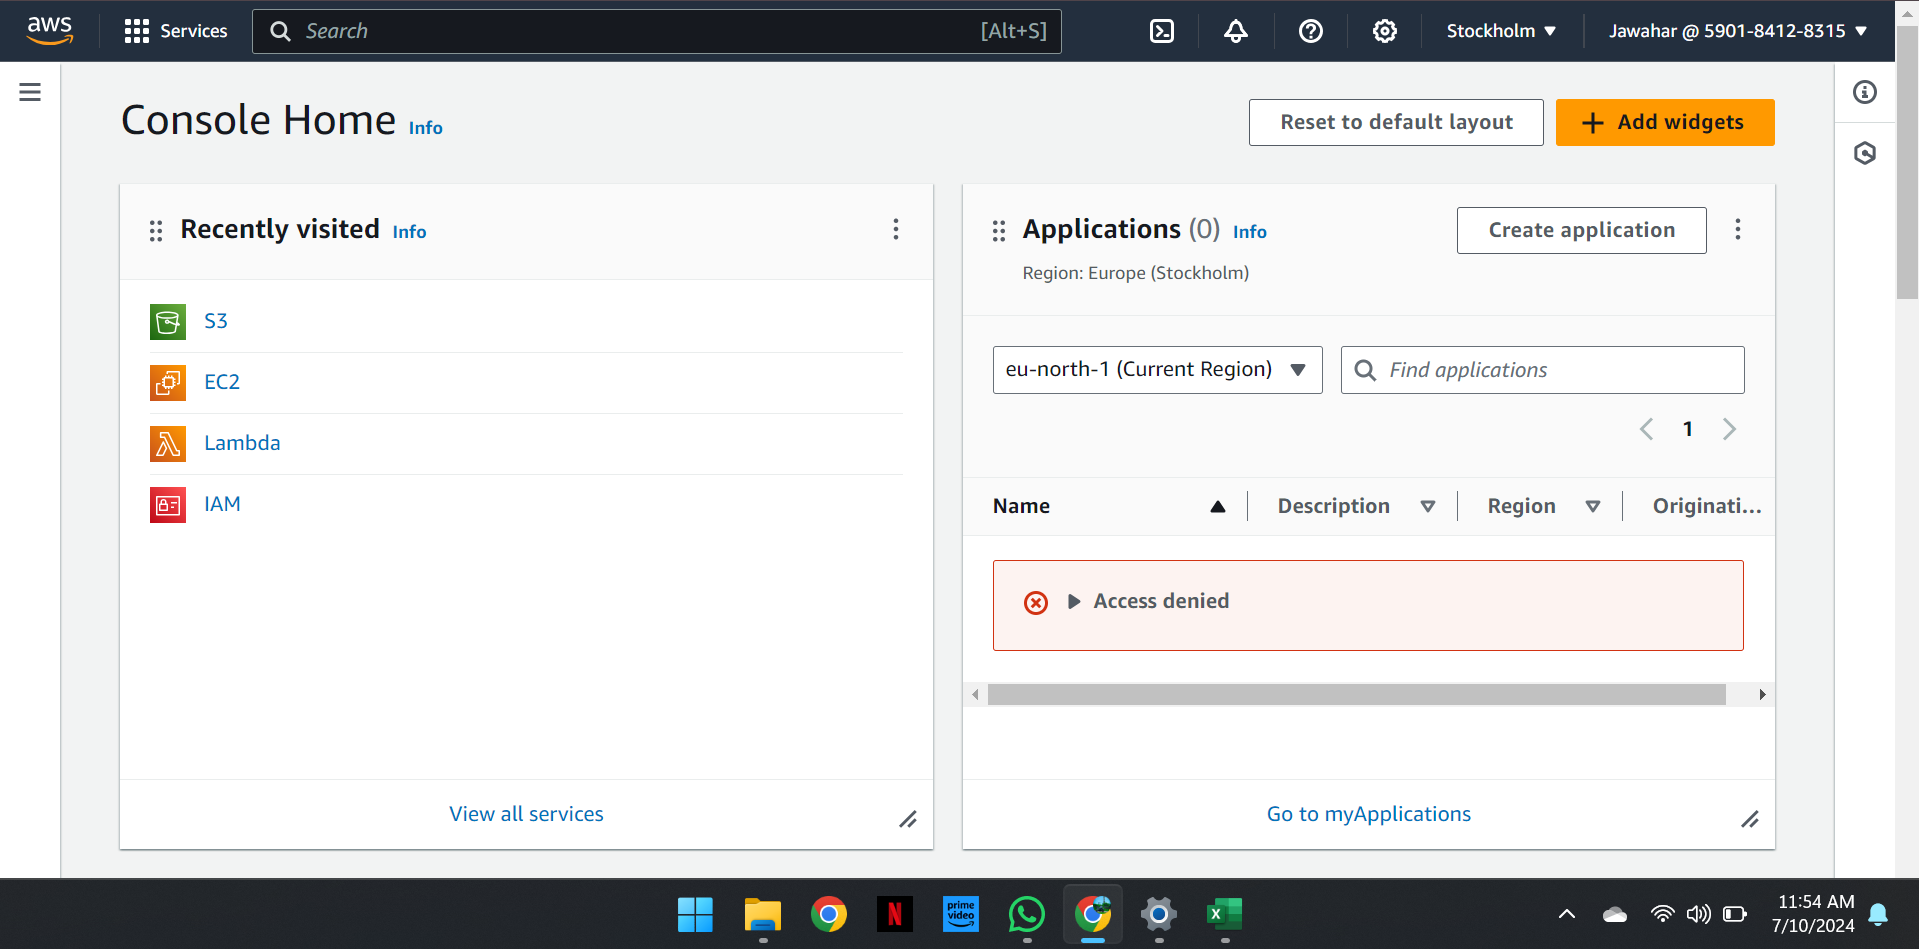 aws
Services
Search
[Alt+S]
Stockholm
Jawahar @ 5901-8412-8315
Console Home Info
Reset to default layout
Add widgets
Recently visited Info
S3
EC2
Lambda
IAM
View all services
Applications (0) Info
Create application
Region: Europe (Stockholm)
eu-north-1 (Current Region)
Find applications
1
Name
Description
Region
Originati...
Access denied
Go to myApplications
N
prime
video
X
11:54 AM
7/10/2024